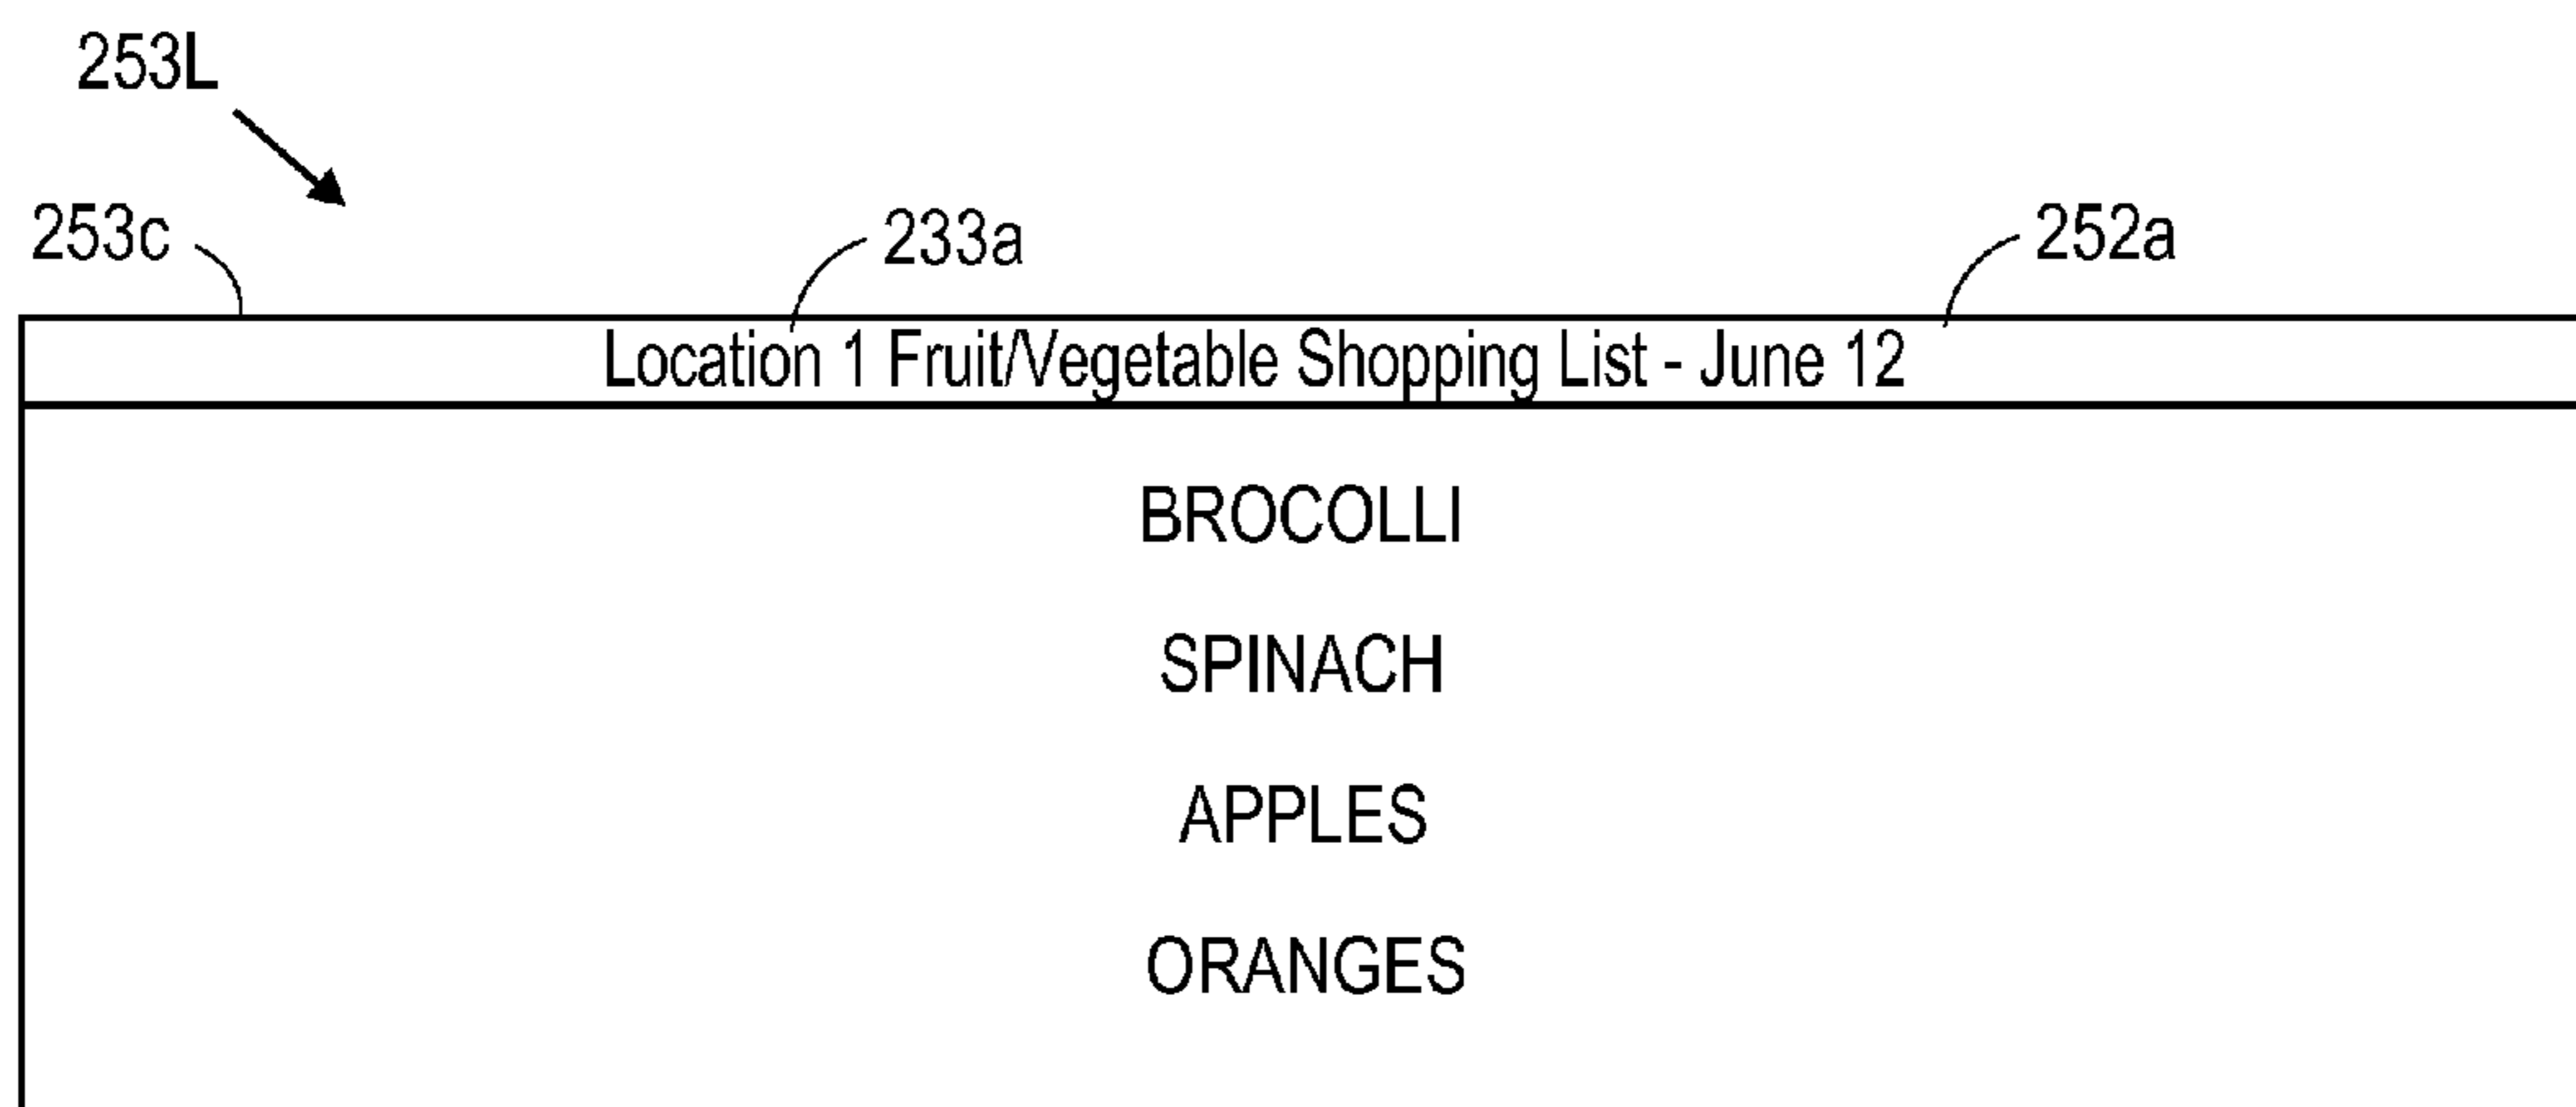 253L
253c 233a 252a
Location 1 Fruit/Vegetable Shopping List - June 12
BROCOLLI
SPINACH
APPLES
ORANGES